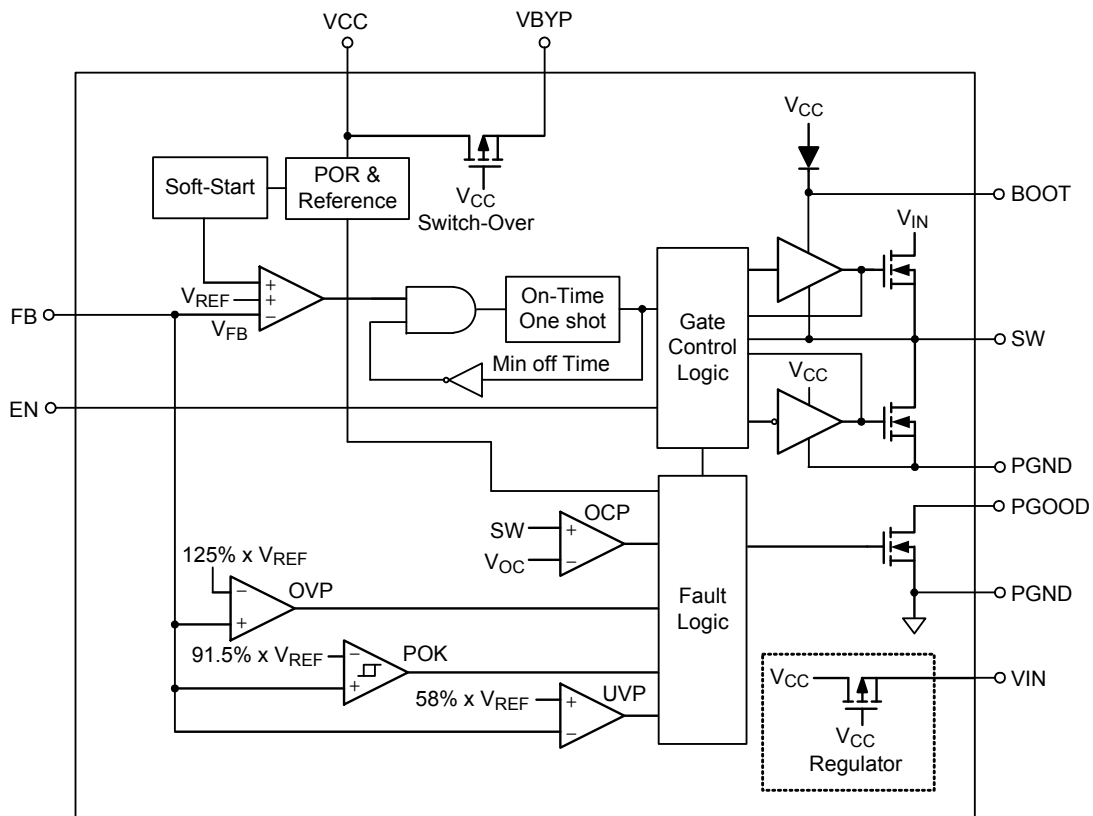 VCC
VBYP
VCC
Soft-Start
POR &
Reference
VCC
Switch-Over
BOOT
VIN
+
VREF
+
FB
VFB
−
On-Time
One shot
Gate
Control
Logic
SW
Min off Time
VCC
EN
PGND
PGOOD
SW
+
OCP
VOC
−
125% x VREF
−
OVP
+
Fault
Logic
PGND
91.5% x VREF
−
POK
+
58% x VREF
+
UVP
−
VCC
VIN
VCC
Regulator